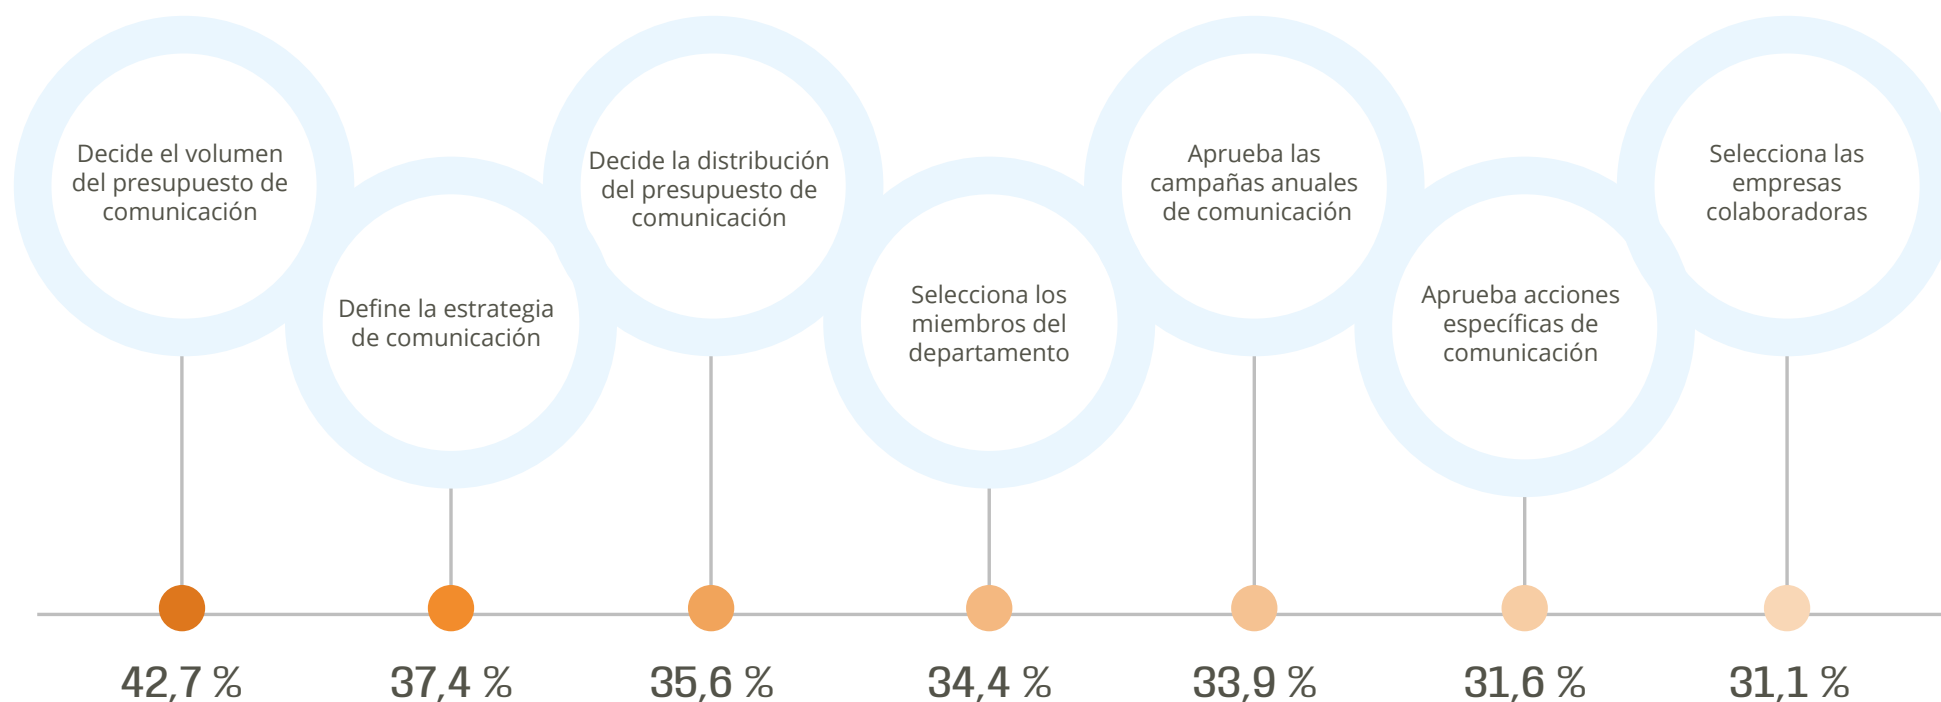 Decide el volumen
del presupuesto de
comunicación
Define la estrategia
de comunicación
Decide la distribución
del presupuesto de
comunicación
Selecciona los
miembros del
departamento
Aprueba las
campañas anuales
de comunicación
Aprueba acciones
específicas de
comunicación
Selecciona las
empresas
colaboradoras
42,7 %
37,4 %
35,6 %
34,4 %
33,9 %
31,6 %
31,1 %